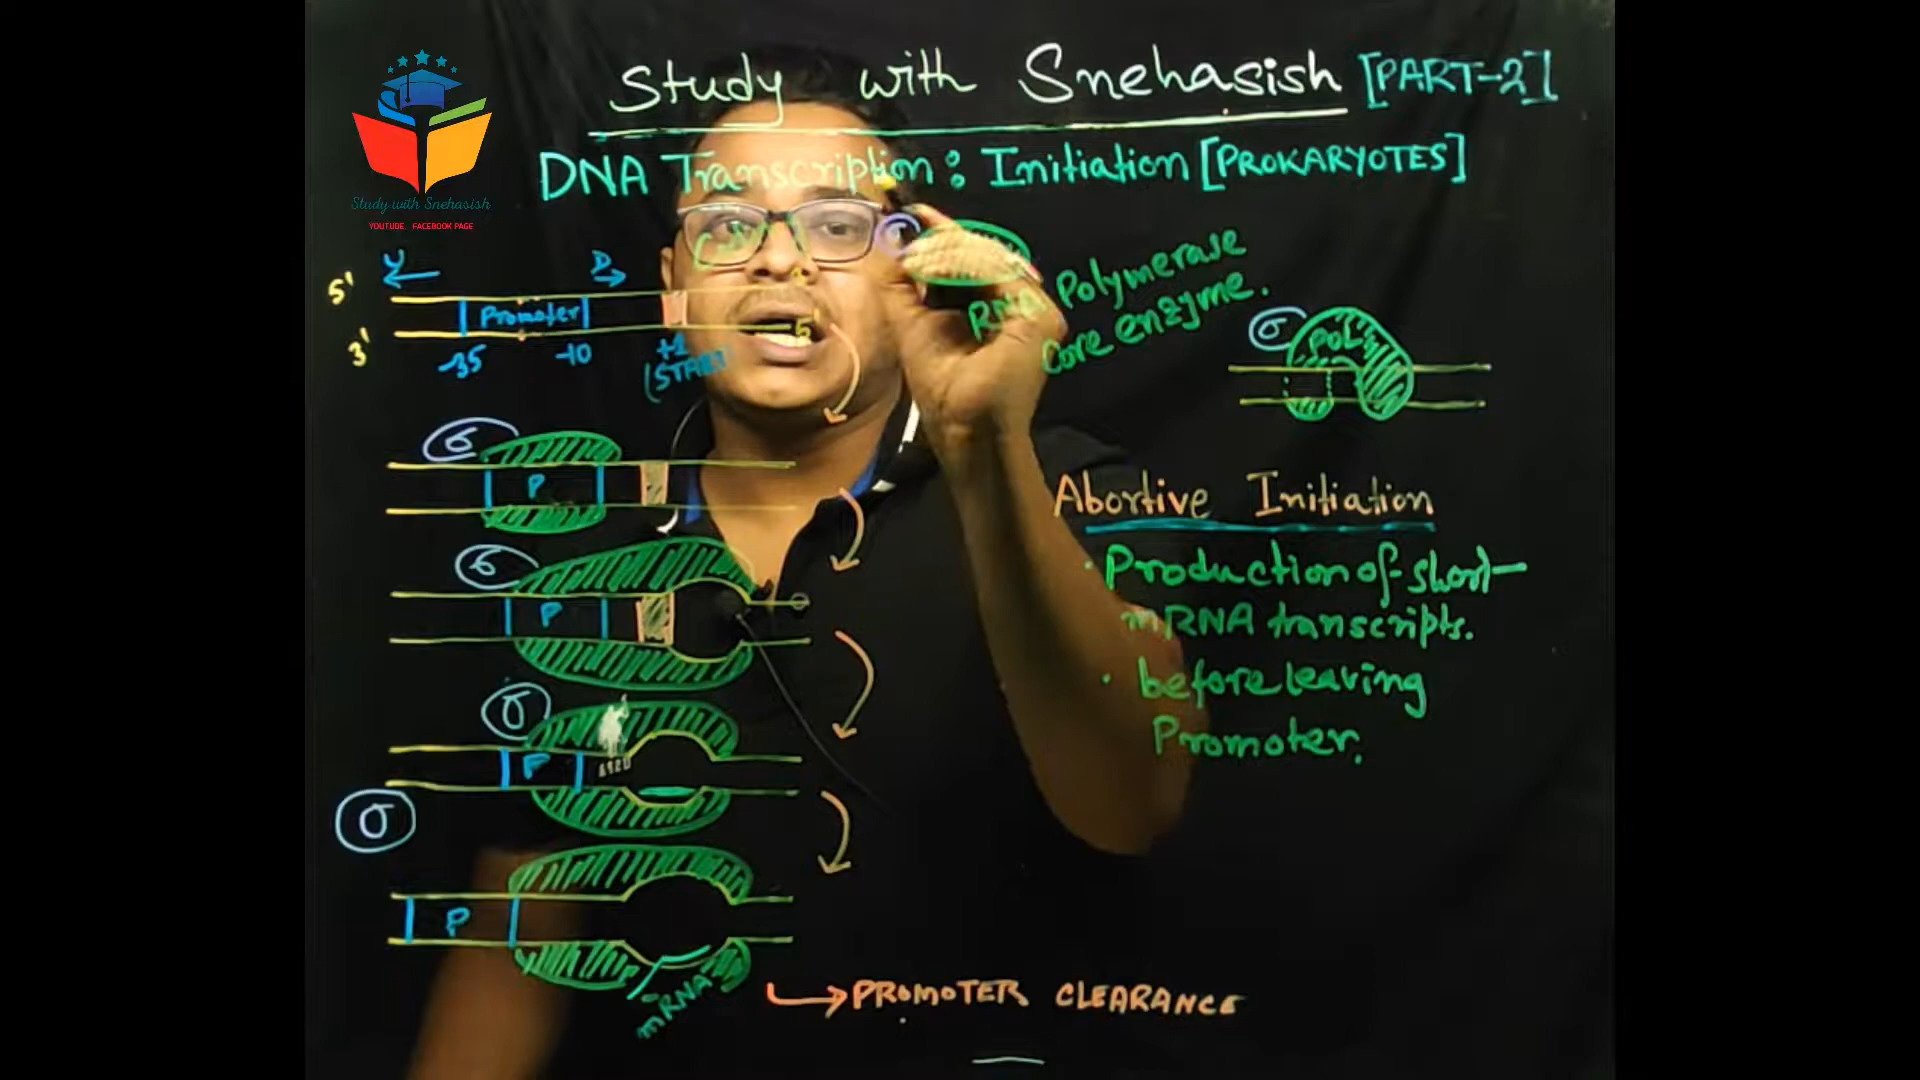 Study with Snehasish [PART-2]
DNA Transcription: Initiation [PROKARYOTES]
Study with Snehasish
YOUTUBE, FACEBOOK PAGE
5'
3'
D
Promoter
-35
-10
+1
(START
5'
σ
RNA Polymerase
core enzyme.
σ
POL
σ
P
σ
P
σ
P
σ
P
mRNA
Abortive Initiation
· Production of short
mRNA transcripts.
· before leaving
Promoter.
PROMOTER CLEARANCE